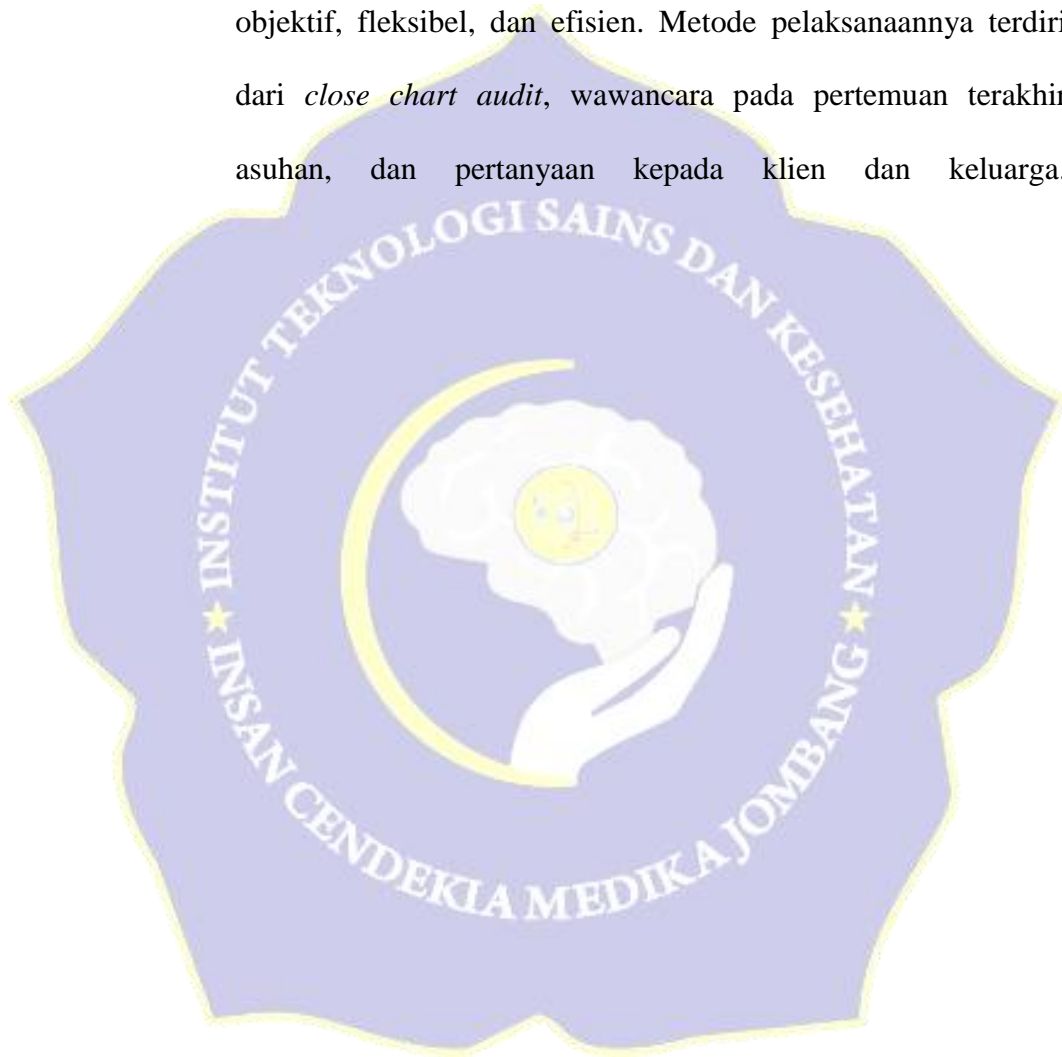 objektif, fleksibel, dan efisien. Metode pelaksanaannya terdiri
dari close chart audit, wawancara pada pertemuan terakhir
asuhan, dan pertanyaan kepada klien dan keluarga.
INSTITUT TEKNOLOGI SAINS DAN KESEHATAN
★ INSAN CENDEKIA MEDIKA JOMBANG ★